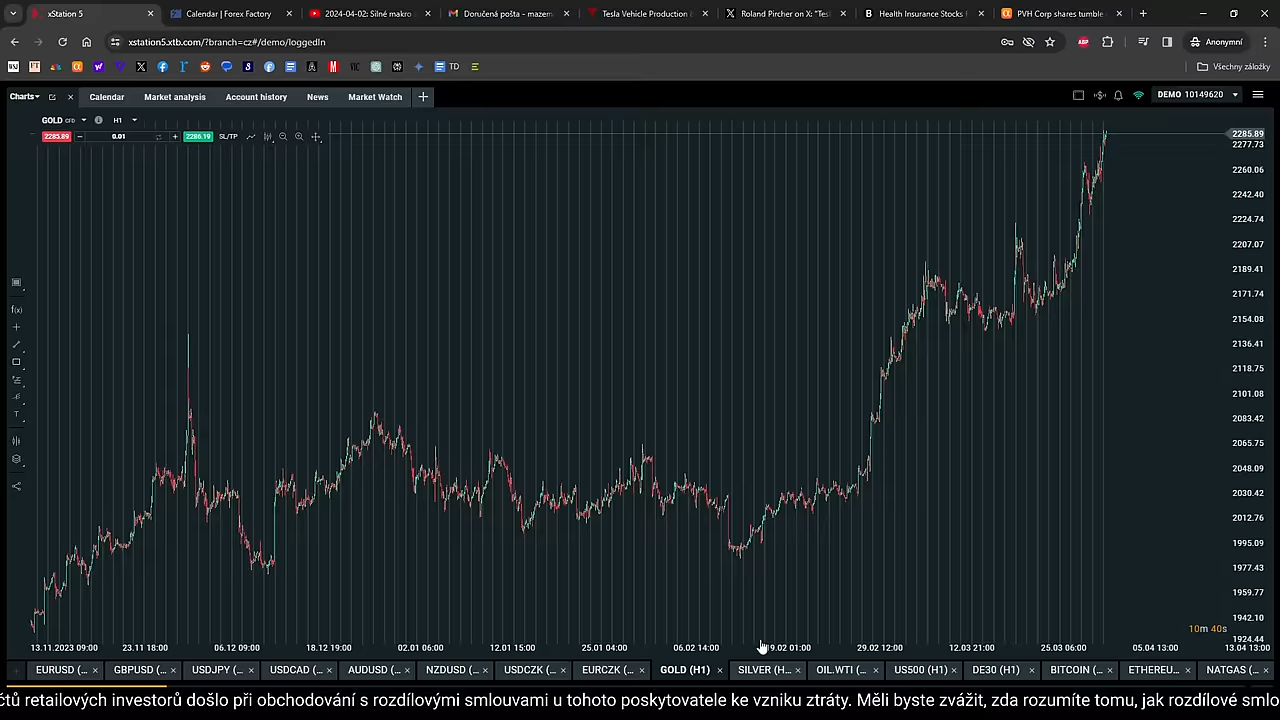 xStation 5
Calendar | Forex Factory
2024-04-02: Silné makro
Doručená pošta - mazem
Tesla Vehicle Production &
Roland Pircher on X: "Tes
Health Insurance Stocks
PVH Corp shares tumble
xstation5.xtb.com/?branch=cz#/demo/loggedIn
ABP
Anonymní
TD
Všechny záložky
Charts
Calendar
Market analysis
Account history
News
Market Watch
DEMO 10149620
GOLD CFD
H1
2285.89
0.01
2286.19
SL/TP
f(x)
T
2285.89
2277.73
2260.06
2242.40
2224.74
2207.07
2189.41
2171.74
2154.08
2136.41
2118.75
2101.08
2083.42
2065.75
2048.09
2030.42
2012.76
1995.09
1977.43
1959.77
1942.10
1924.44
10m 40s
13.11.2023 09:00
23.11 18:00
06.12 09:00
18.12 19:00
02.01 06:00
12.01 15:00
25.01 04:00
06.02 14:00
9.02 01:00
29.02 12:00
12.03 21:00
25.03 06:00
05.04 13:00
13.04 13:00
EURUSD (...
GBPUSD (...
USDJPY (...
USDCAD (...
AUDUSD (...
NZDUSD (...
USDCZK (...
EURCZK (...
GOLD (H1)
SILVER (H...
OIL.WTI (...
US500 (H1)
DE30 (H1)
BITCOIN (...
ETHEREU...
NATGAS (...
čtů retailových investorů došlo při obchodování s rozdílovými smlouvami u tohoto poskytovatele ke vzniku ztráty. Měli byste zvážit, zda rozumíte tomu, jak rozdílové smlo